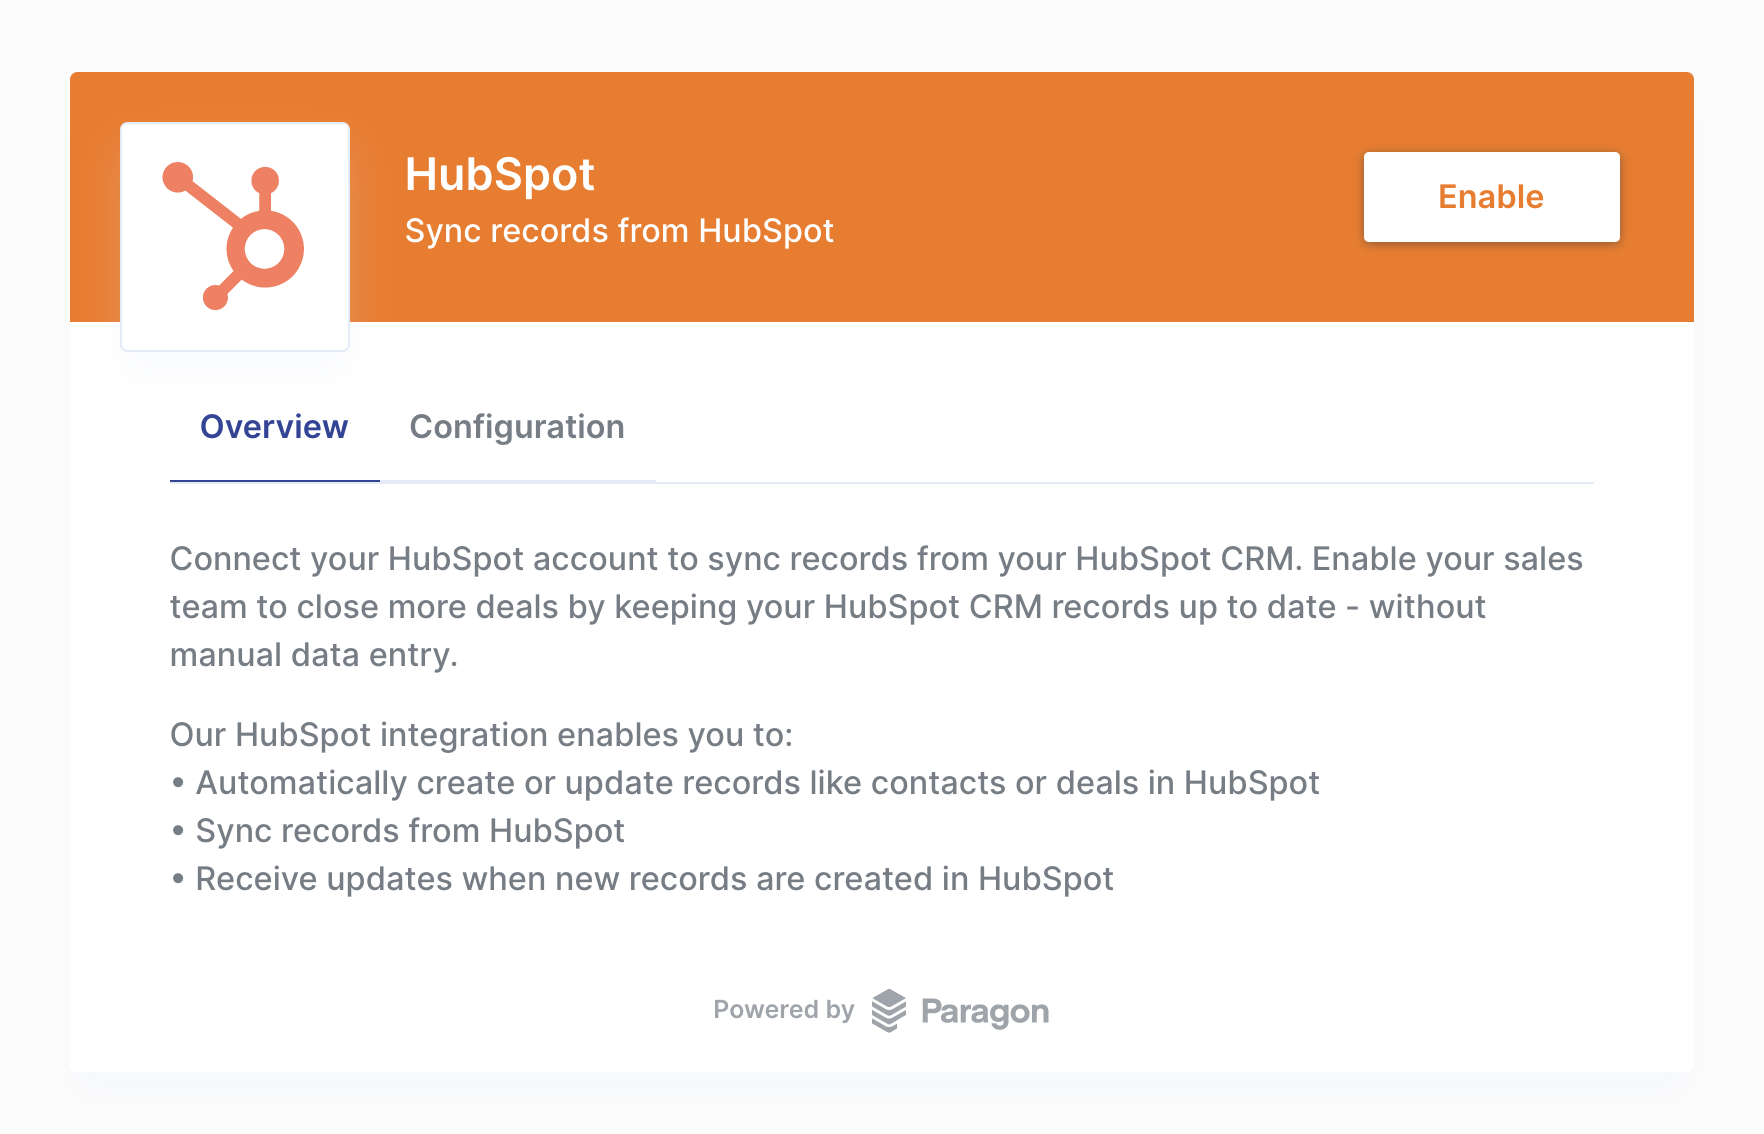 HubSpot
Sync records from HubSpot
Enable
Overview
Configuration
Connect your HubSpot account to sync records from your HubSpot CRM. Enable your sales
team to close more deals by keeping your HubSpot CRM records up to date - without
manual data entry.
Our HubSpot integration enables you to:
• Automatically create or update records like contacts or deals in HubSpot
• Sync records from HubSpot
• Receive updates when new records are created in HubSpot
Powered by Paragon